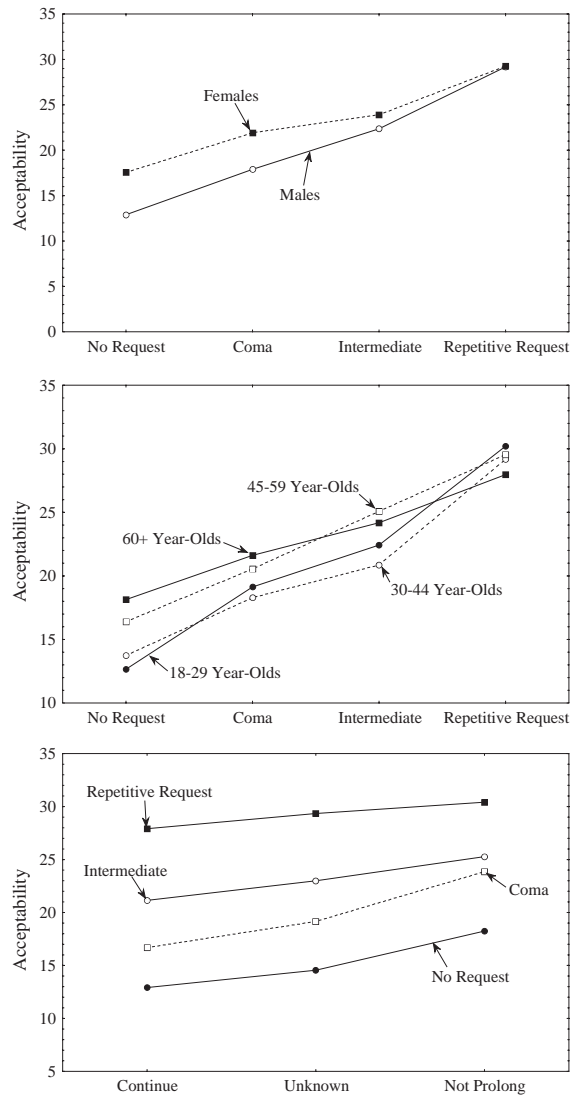 35
30
Females
25
20
Acceptability
15
Males
10
5
0
No Request Coma Intermediate Repetitive Request
35
30
45-59 Year-Olds
25
60+ Year-Olds
Acceptability
20
30-44 Year-Olds
15
18-29 Year-Olds
10
No Request Coma Intermediate Repetitive Request
35
Repetitive Request
30
25
Intermediate
Coma
20
Acceptability
15
No Request
10
5
Continue Unknown Not Prolong